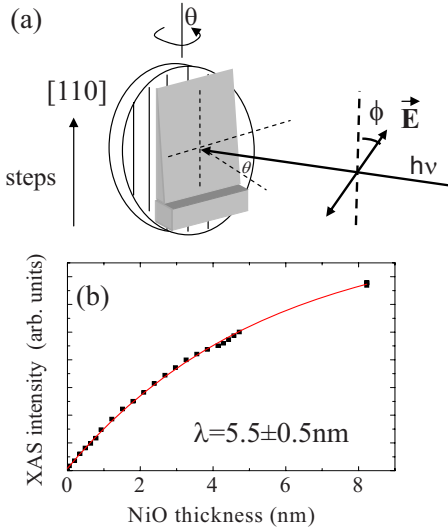 (a)
θ
[110]
steps
θ
ϕ
E
hν
(b)
XAS intensity (arb. units)
λ=5.5±0.5nm
0 2 4 6 8
NiO thickness (nm)